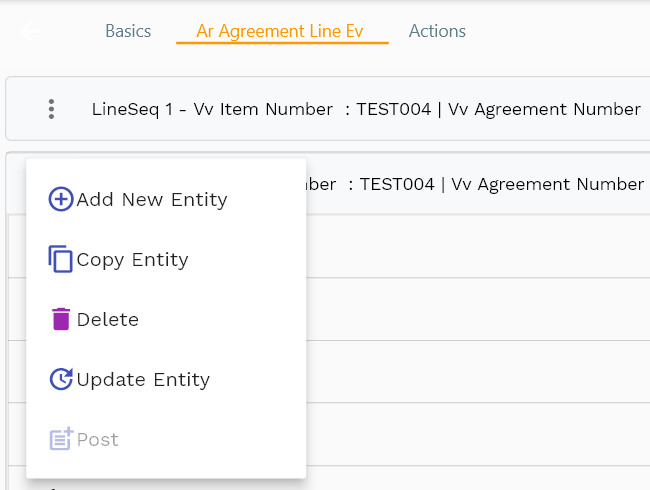 Basics Ar Agreement Line Ev Actions
LineSeq 1 - Vv Item Number : TEST004 | Vv Agreement Number
: TEST004 | Vv Agreement Number
Add New Entity
Copy Entity
Delete
Update Entity
Post